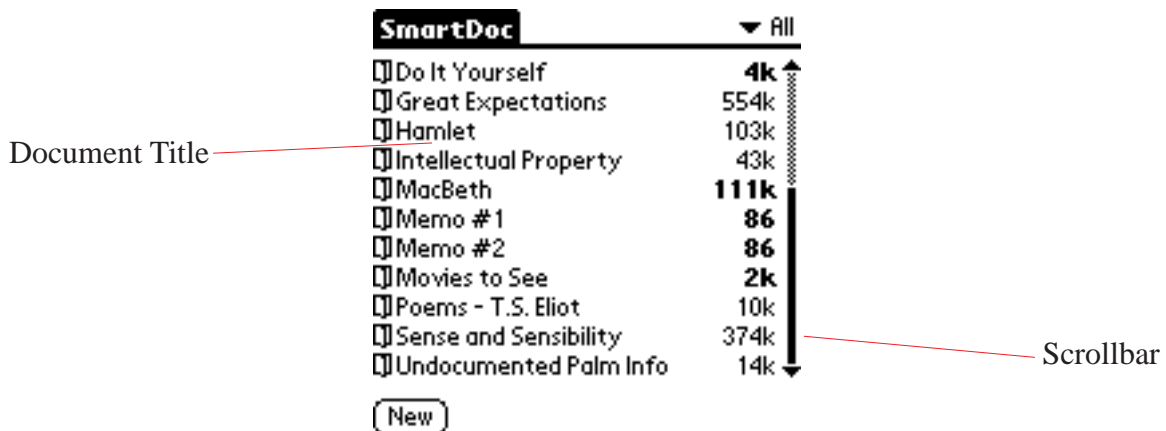 SmartDoc All
Do It Yourself 4k
Great Expectations 554k
Hamlet 103k
Document Title
Intellectual Property 43k
MacBeth 111k
Memo #1 86
Memo #2 86
Movies to See 2k
Poems - T.S. Eliot 10k
Sense and Sensibility 374k
Scrollbar
Undocumented Palm Info 14k
New